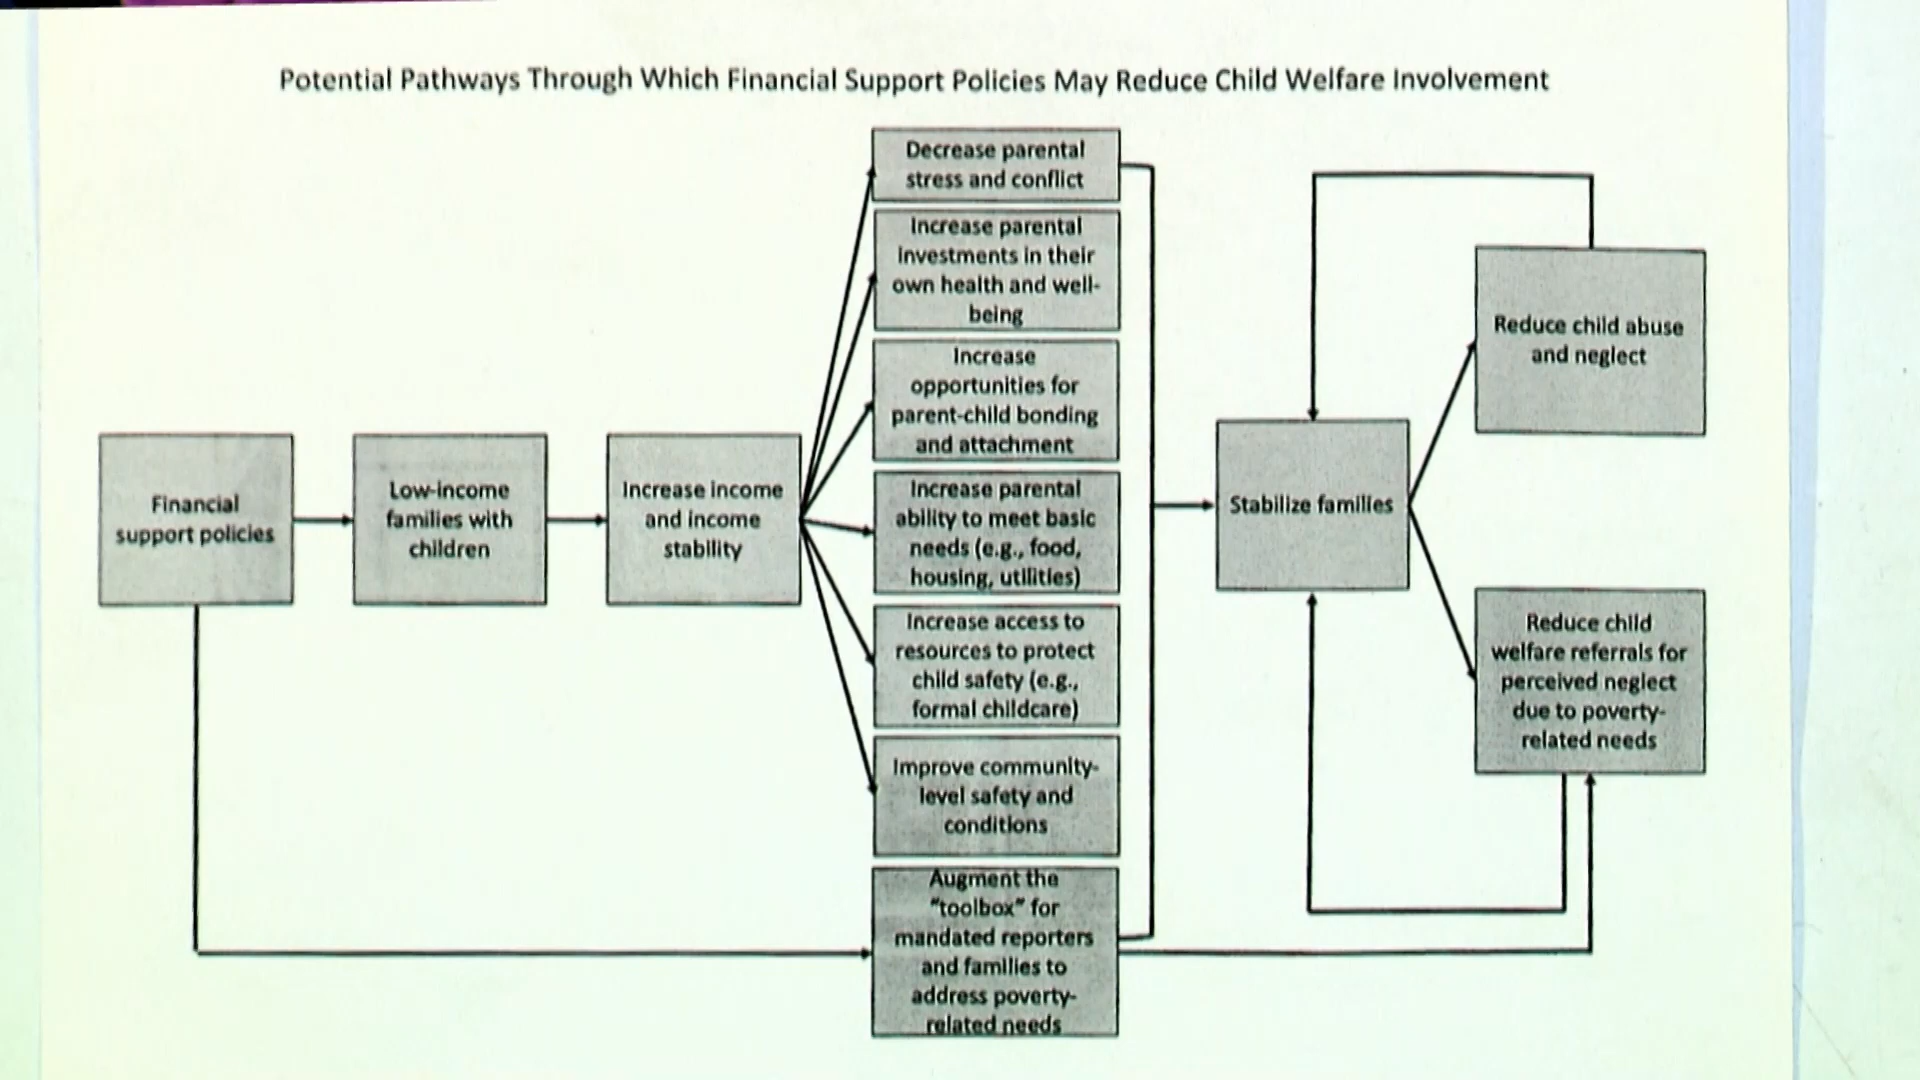 Potential Pathways Through Which Financial Support Policies May Reduce Child Welfare Involvement
Financial
support policies
Low-income
families with
children
Increase income
and income
stability
Decrease parental
stress and conflict
Increase parental
investments in their
own health and well-
being
Increase
opportunities for
parent-child bonding
and attachment
Increase parental
ability to meet basic
needs (e.g., food,
housing, utilities)
Increase access to
resources to protect
child safety (e.g.,
formal childcare)
Improve community-
level safety and
conditions
Augment the
"toolbox" for
mandated reporters
and families to
address poverty-
related needs
Stabilize families
Reduce child abuse
and neglect
Reduce child
welfare referrals for
perceived neglect
due to poverty-
related needs